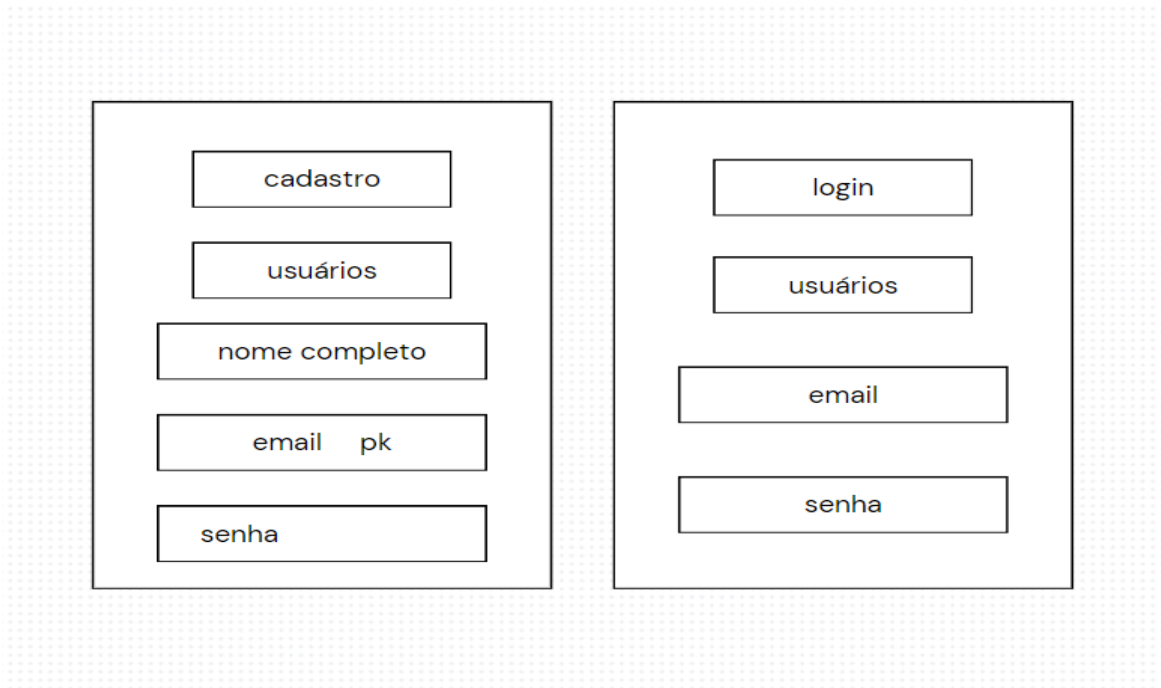 cadastro
usuários
nome completo
email pk
senha
login
usuários
email
senha